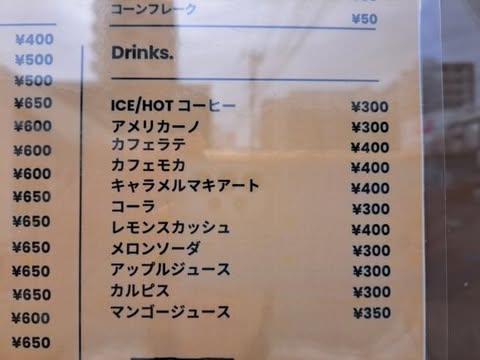 ¥400
¥500
¥500
¥650
¥600
¥600
¥600
¥650
¥650
¥650
¥650
¥650
¥600
¥650
コーンフレーク ¥50
Drinks.
ICE/HOT コーヒー ¥300
アメリカーノ ¥300
カフェラテ ¥400
カフェモカ ¥400
キャラメルマキアート ¥400
コーラ ¥300
レモンスカッシュ ¥400
メロンソーダ ¥300
アップルジュース ¥300
カルピス ¥300
マンゴージュース ¥350